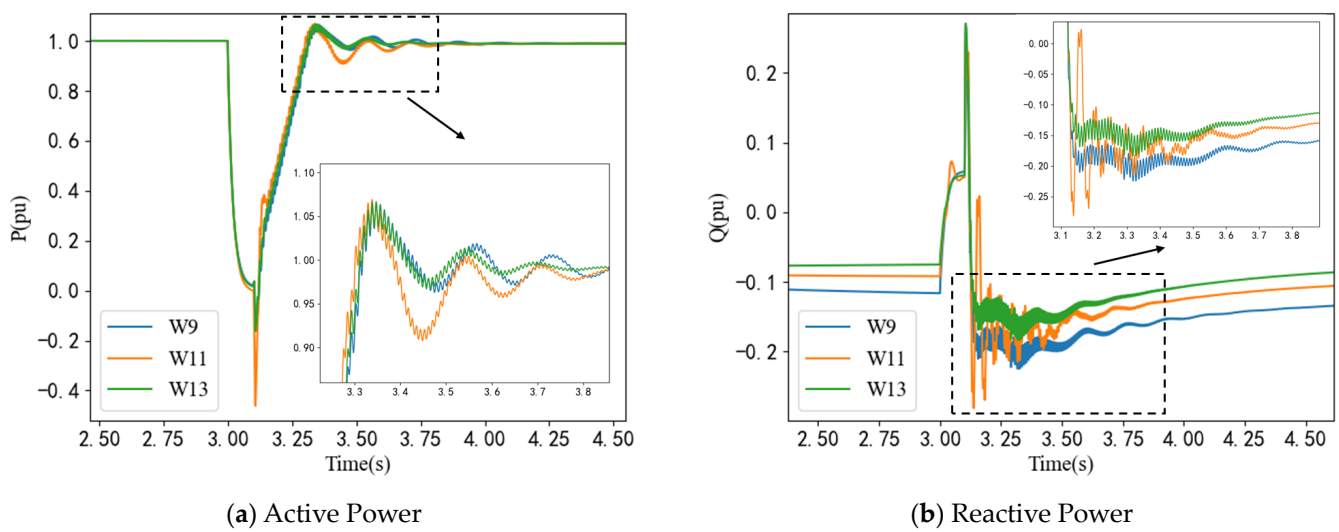 P(pu)
1.0
0.8
0.6
0.4
0.2
0.0
−0.2
−0.4
1.10
1.05
1.00
0.95
0.90
3.3 3.4 3.5 3.6 3.7 3.8
W9
W11
W13
2.50 2.75 3.00 3.25 3.50 3.75 4.00 4.25 4.50
Time(s)
(a) Active Power
Q(pu)
0.2
0.1
0.0
−0.1
−0.2
0.00
−0.05
−0.10
−0.15
−0.20
−0.25
3.1 3.2 3.3 3.4 3.5 3.6 3.7 3.8
W9
W11
W13
2.50 2.75 3.00 3.25 3.50 3.75 4.00 4.25 4.50
Time(s)
(b) Reactive Power